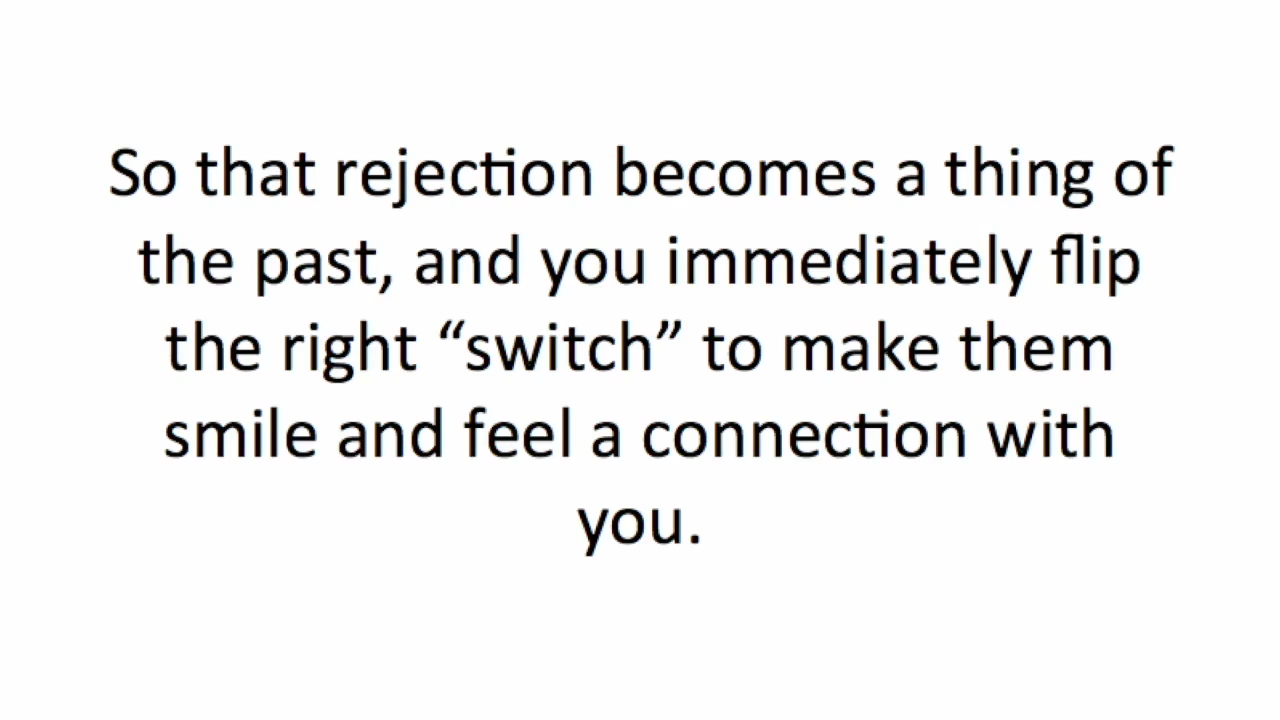 So that rejection becomes a thing of
the past, and you immediately flip
the right “switch” to make them
smile and feel a connection with
you.